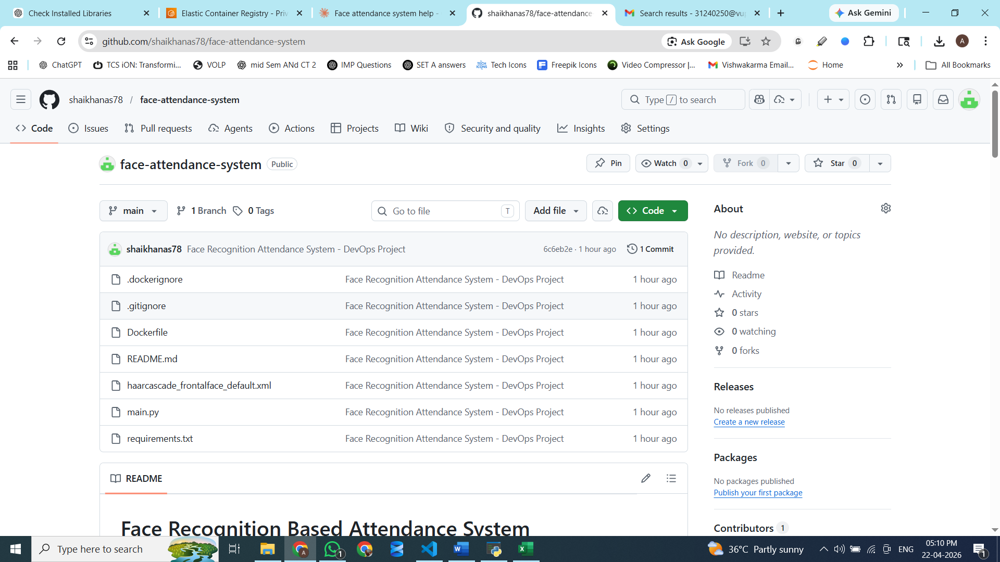 Check Installed Libraries
Elastic Container Registry - Priv
Face attendance system help -
shaikhanas78/face-attendance
Search results - 31240250@vup
Ask Gemini
github.com/shaikhanas78/face-attendance-system
Ask Google
A
ChatGPT
TCS iON: Transformi...
VOLP
mid Sem ANd CT 2
IMP Questions
SET A answers
TECH ICONS
Tech Icons
Freepik Icons
Video Compressor |...
Vishwakarma Email...
Home
»
All Bookmarks
shaikhanas78 / face-attendance-system
Type / to search
Code
Issues
Pull requests
Agents
Actions
Projects
Wiki
Security and quality
Insights
Settings
face-attendance-system Public
Pin
Watch 0
Fork 0
Star 0
main
1 Branch
0 Tags
Go to file T
Add file
Code
About
No description, website, or topics
provided.
shaikhanas78 Face Recognition Attendance System - DevOps Project 6c6eb2e · 1 hour ago 1 Commit
.dockerignore Face Recognition Attendance System - DevOps Project 1 hour ago
.gitignore Face Recognition Attendance System - DevOps Project 1 hour ago
Dockerfile Face Recognition Attendance System - DevOps Project 1 hour ago
README.md Face Recognition Attendance System - DevOps Project 1 hour ago
haarcascade_frontalface_default.xml Face Recognition Attendance System - DevOps Project 1 hour ago
main.py Face Recognition Attendance System - DevOps Project 1 hour ago
requirements.txt Face Recognition Attendance System - DevOps Project 1 hour ago
Readme
Activity
0 stars
0 watching
0 forks
Releases
No releases published
Create a new release
Packages
No packages published
Publish your first package
Contributors 1
README
Face Recognition Based Attendance System
Type here to search
A
1
36°C Partly sunny
ENG
05:10 PM
22-04-2026
1